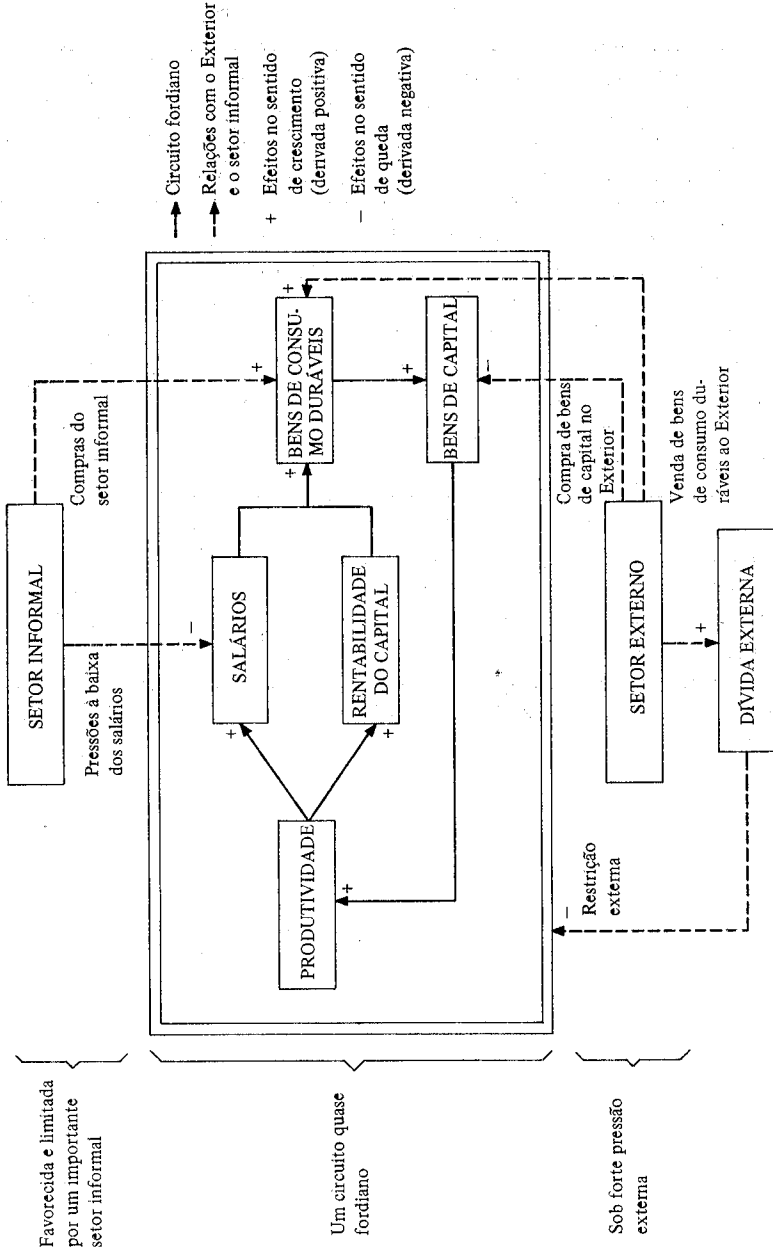 Favorecida e limitada
por um importante
setor informal
SETOR INFORMAL
Pressões à baixa
dos salários
Compras do
setor informal
Circuito fordiano
Relações com o Exterior
e o setor informal
+ Efeitos no sentido
de crescimento
(derivada positiva)
– Efeitos no sentido
de queda
(derivada negativa)
Um circuito quase
fordiano
PRODUTIVIDADE
+
+
+
–
SALÁRIOS
RENTABILIDADE
DO CAPITAL
+
+
+
BENS DE CONSU-
MO DURÁVEIS
+
BENS DE CAPITAL
–
Sob forte pressão
externa
–
Restrição
externa
Compra de bens
de capital no
Exterior
SETOR EXTERNO
Venda de bens
de consumo du-
ráveis ao Exterior
+
DÍVIDA EXTERNA